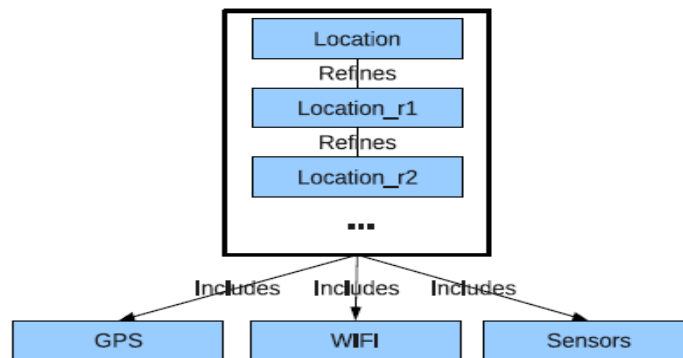 Location
Refines
Location_r1
Refines
Location_r2
...
Includes Includes Includes
GPS WIFI Sensors